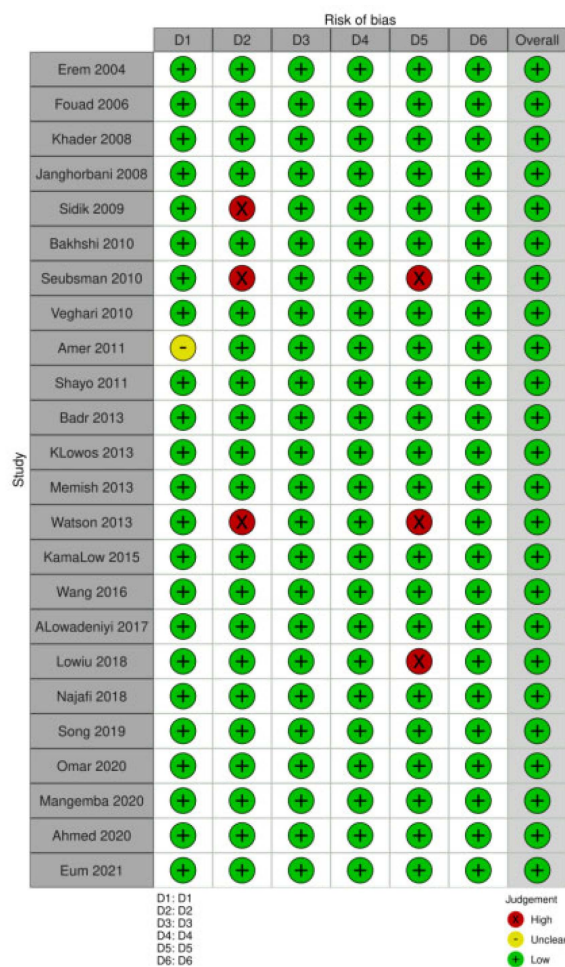 Risk of bias
D1 D2 D3 D4 D5 D6 Overall
Study
Erem 2004 + + + + + + +
Fouad 2006 + + + + + + +
Khader 2008 + + + + + + +
Janghorbani 2008 + + + + + + +
Sidik 2009 + X + + + + +
Bakhshi 2010 + + + + + + +
Seubsman 2010 + X + + X + +
Veghari 2010 + + + + + + +
Amer 2011 - + + + + + +
Shayo 2011 + + + + + + +
Badr 2013 + + + + + + +
KLowos 2013 + + + + + + +
Memish 2013 + + + + + + +
Watson 2013 + X + + X + +
KamaLow 2015 + + + + + + +
Wang 2016 + + + + + + +
ALowadeniyi 2017 + + + + + + +
Lowiu 2018 + + + + X + +
Najafi 2018 + + + + + + +
Song 2019 + + + + + + +
Omar 2020 + + + + + + +
Mangemba 2020 + + + + + + +
Ahmed 2020 + + + + + + +
Eum 2021 + + + + + + +
D1: D1
D2: D2
D3: D3
D4: D4
D5: D5
D6: D6
Judgement
X High
- Unclear
+ Low